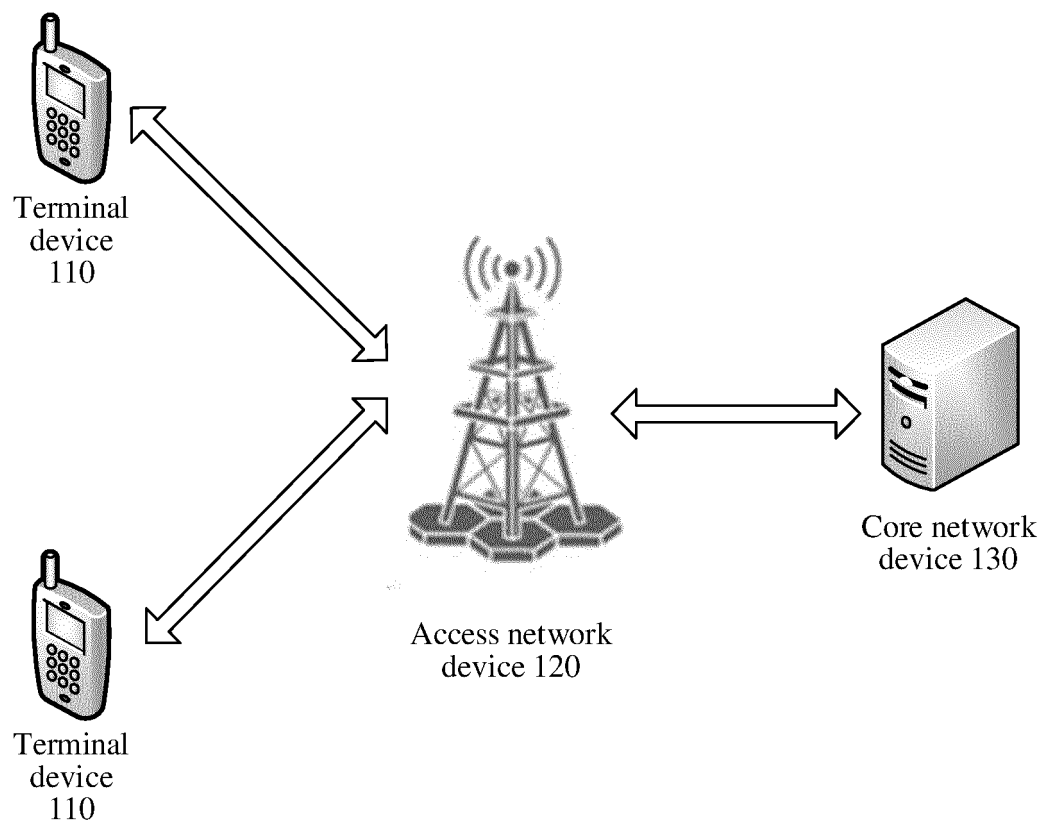 Terminal
device
110
Core network
device 130
Access network
device 120
Terminal
device
110